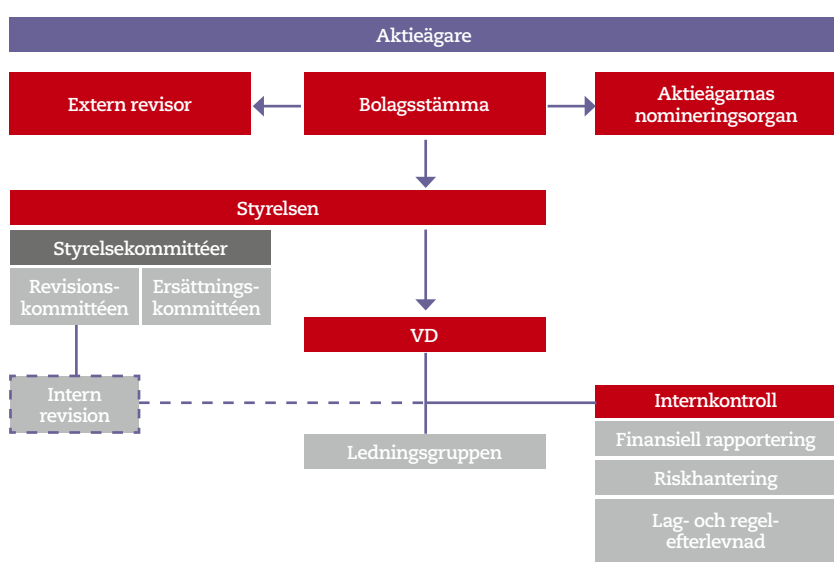 Aktieägare
Extern revisor
Bolagsstämma
Aktieägarnas
nomineringsorgan
Styrelsen
Styrelsekommittéer
Revisions-
kommittéen
Ersättnings-
kommittéen
VD
Intern
revision
Internkontroll
Ledningsgruppen
Finansiell rapportering
Riskhantering
Lag- och regel-
efterlevnad